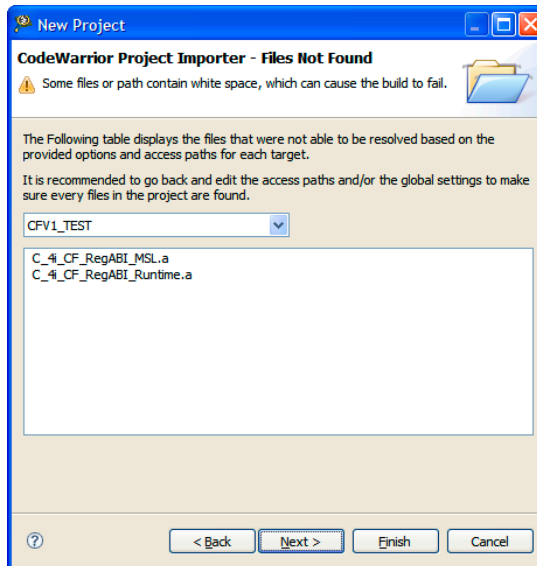 New Project
CodeWarrior Project Importer - Files Not Found
Some files or path contain white space, which can cause the build to fail.
The Following table displays the files that were not able to be resolved based on the
provided options and access paths for each target.
It is recommended to go back and edit the access paths and/or the global settings to make
sure every files in the project are found.
CFV1_TEST
C_4i_CF_RegABI_MSL.a
C_4i_CF_RegABI_Runtime.a
< Back
Next >
Finish
Cancel